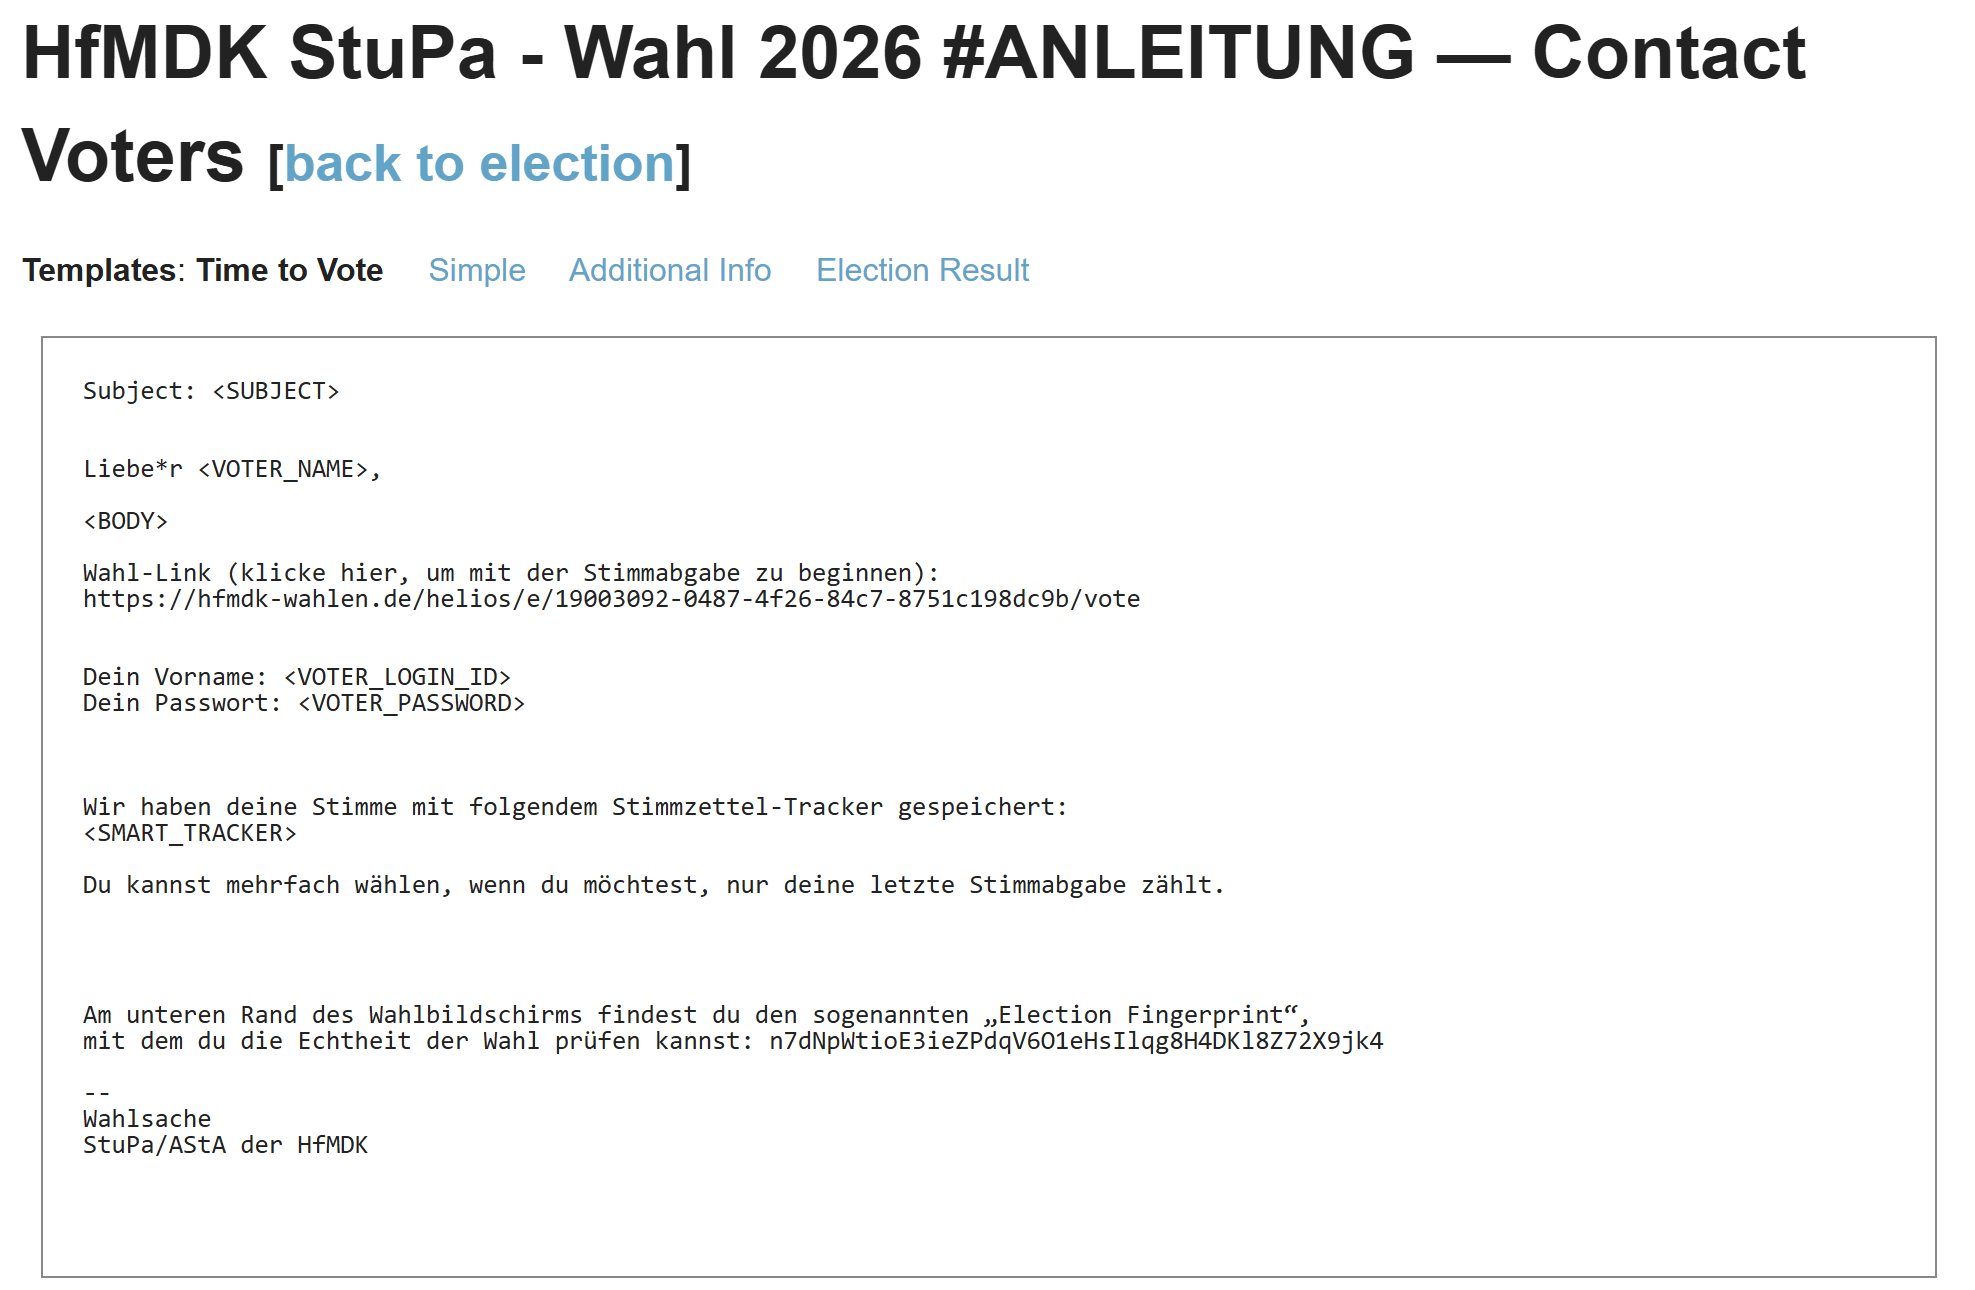 HfMDK StuPa - Wahl 2026 #ANLEITUNG — Contact
Voters [back to election]
Templates: Time to Vote Simple Additional Info Election Result
Subject: <SUBJECT>
Liebe*r <VOTER_NAME>,
<BODY>
Wahl-Link (klicke hier, um mit der Stimmabgabe zu beginnen):
https://hfmdk-wahlen.de/helios/e/19003092-0487-4f26-84c7-8751c198dc9b/vote
Dein Vorname: <VOTER_LOGIN_ID>
Dein Passwort: <VOTER_PASSWORD>
Wir haben deine Stimme mit folgendem Stimmzettel-Tracker gespeichert:
<SMART_TRACKER>
Du kannst mehrfach wählen, wenn du möchtest, nur deine letzte Stimmabgabe zählt.
Am unteren Rand des Wahlbildschirms findest du den sogenannten „Election Fingerprint“,
mit dem du die Echtheit der Wahl prüfen kannst: n7dNpWtioE3ieZPdqV6O1eHsIlqg8H4DKl8Z72X9jk4
--
Wahlsache
StuPa/AStA der HfMDK